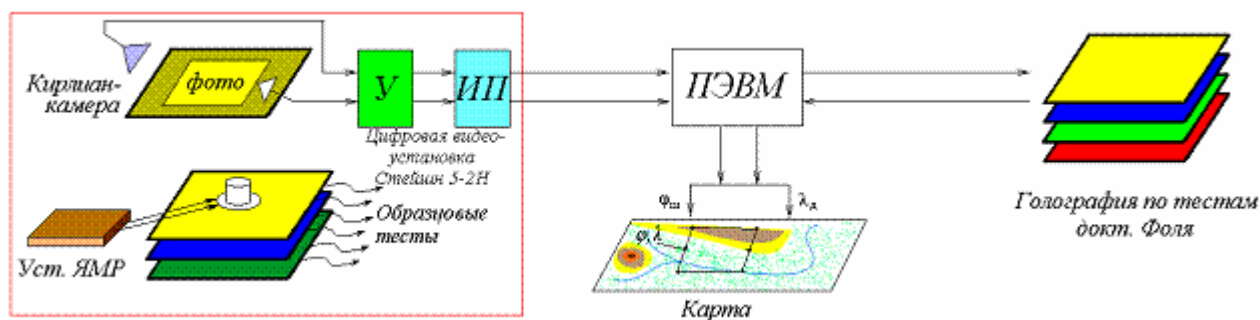 Кирлиан-
камера
фото
У
ИП
Цифровая видео-
установка
Стейшн 5-2Н
Уст. ЯМР
Образцовые
тесты
ПЭВМ
φш
λд
φ, λ
Карта
Голография по тестам
докт. Фоля